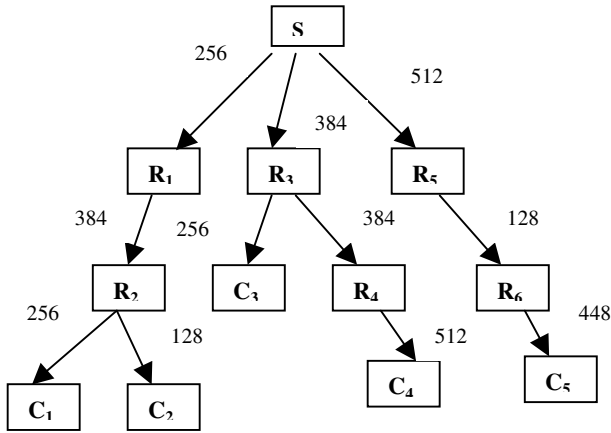 S
256
512
384
R₁
R₃
R₅
384
256
384
128
R₂
C₃
R₄
R₆
256
128
512
448
C₁
C₂
C₄
C₅